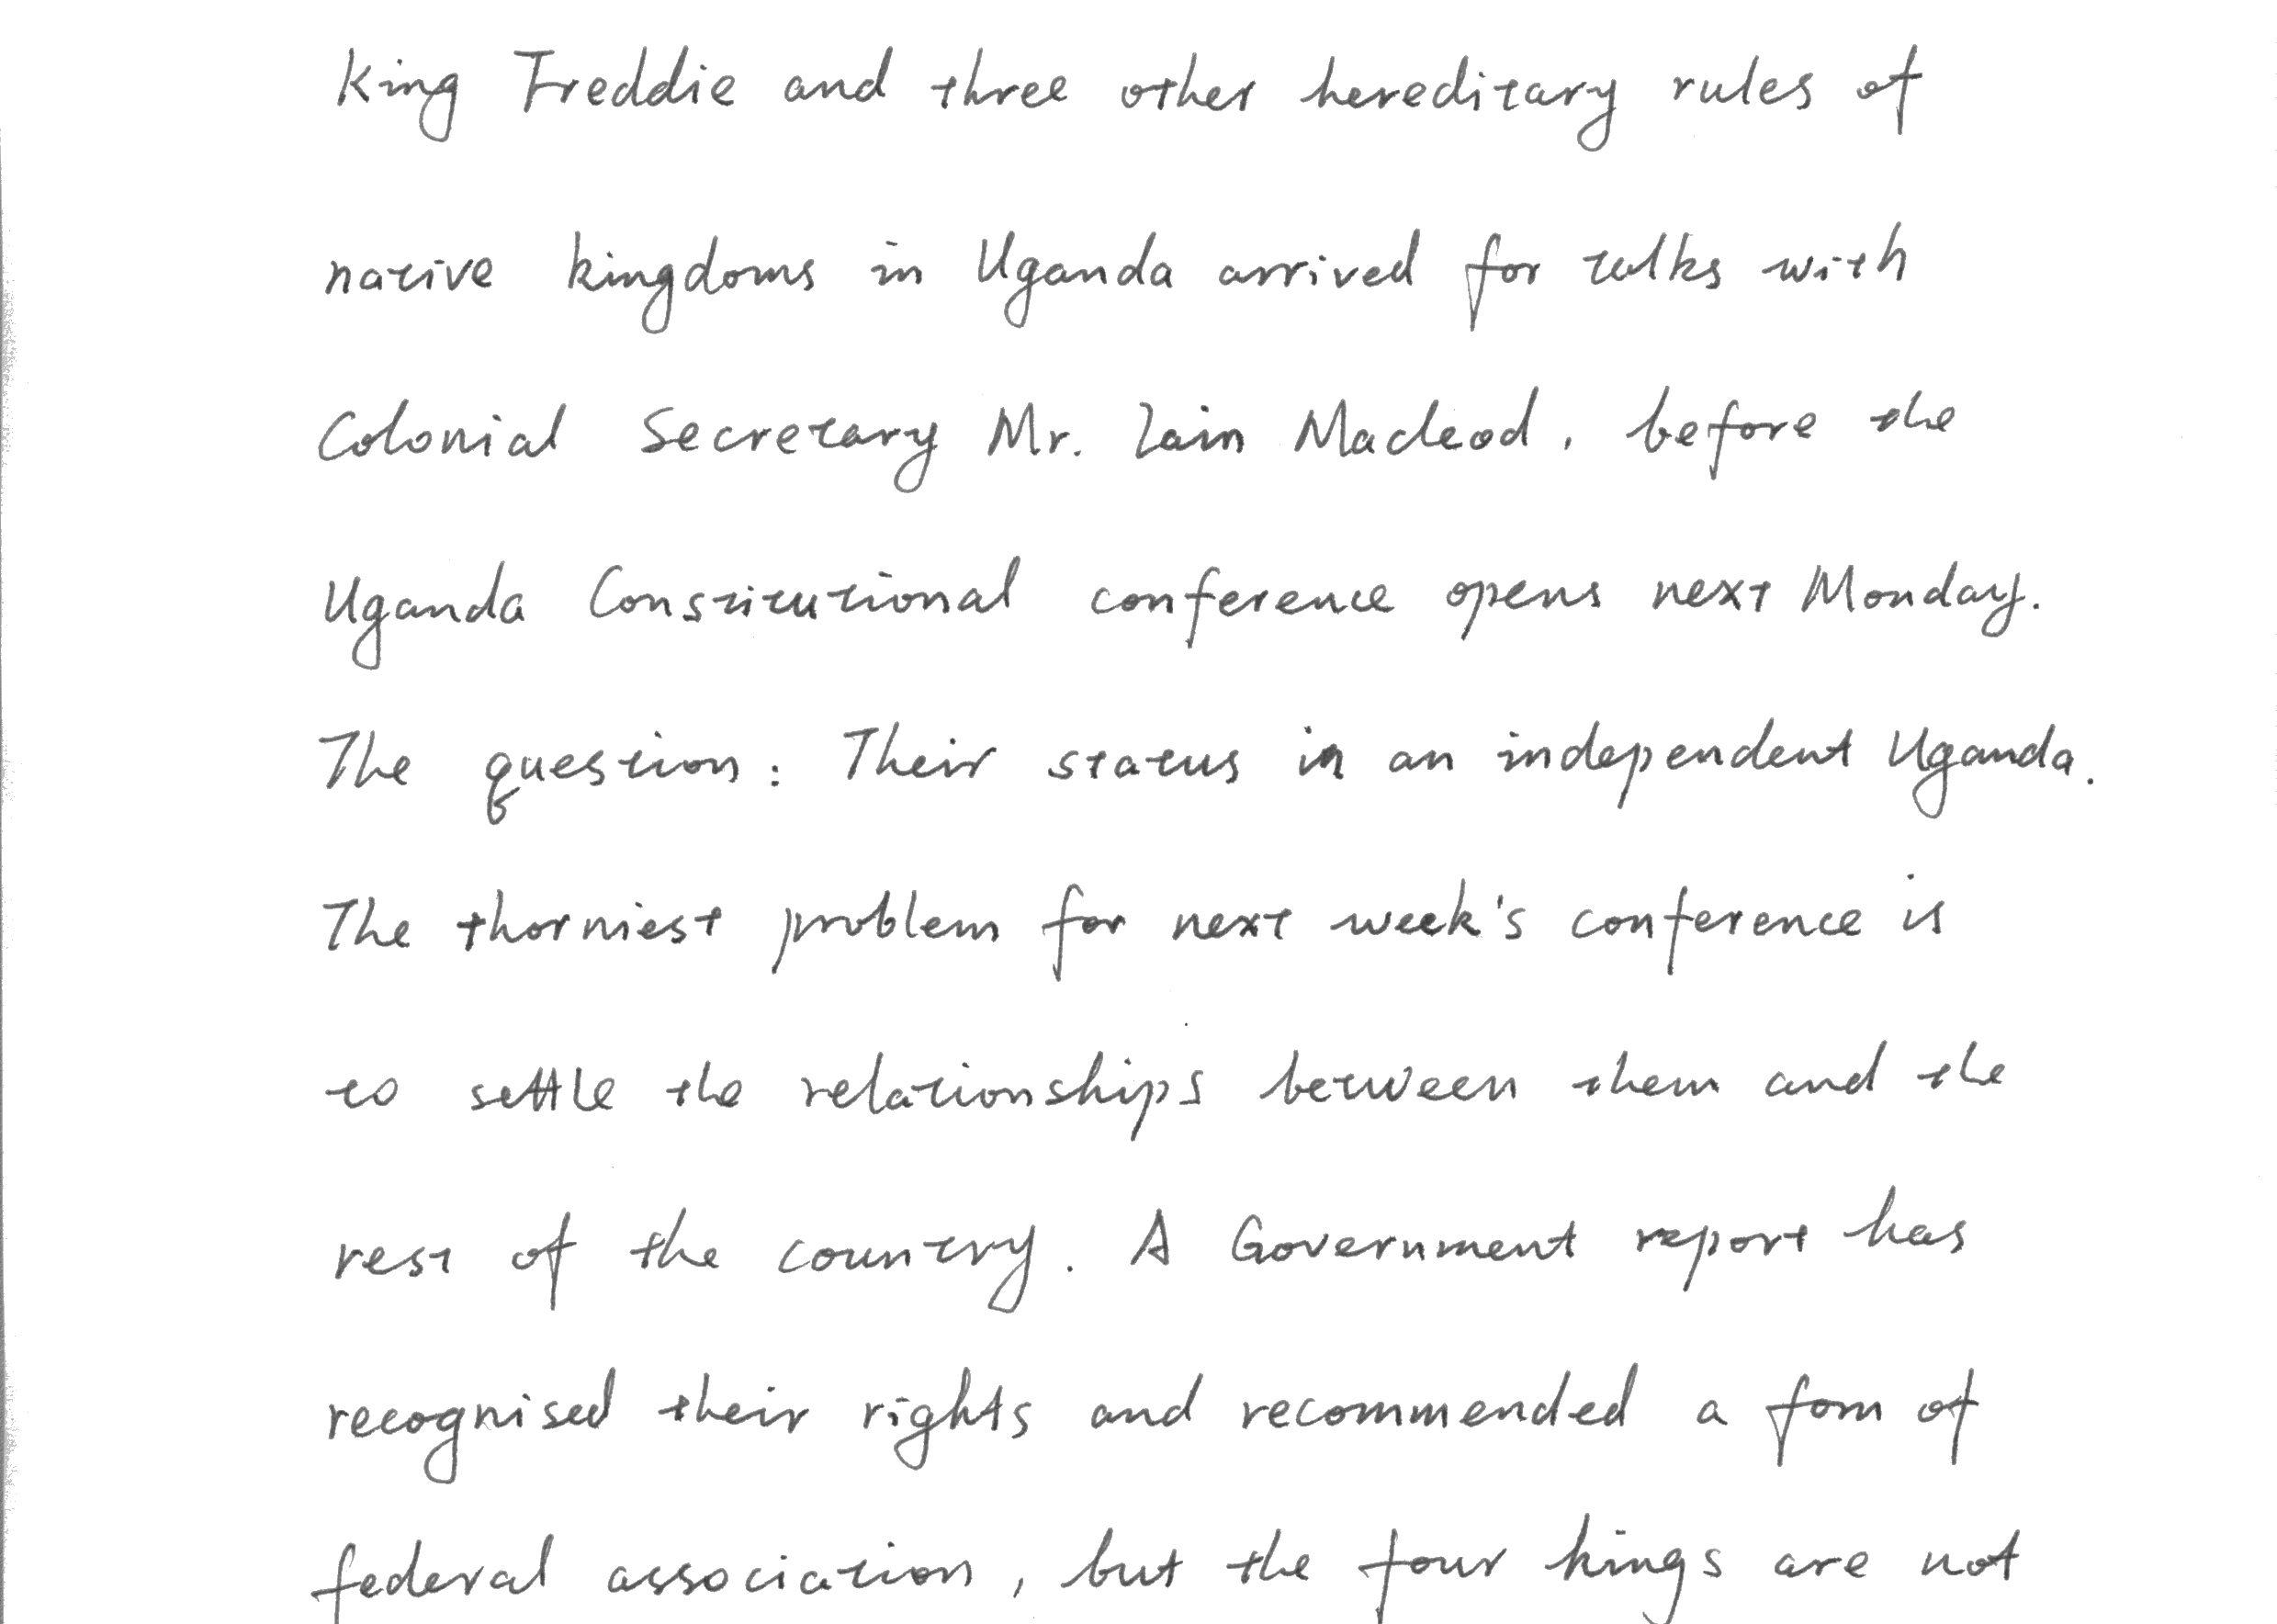 King Freddie and three other hereditary rules of
native kingdoms in Uganda arrived for talks with
Colonial Secretary Mr. Iain Macleod, before the
Uganda Constitutional conference opens next Monday.
The question: Their status in an independent Uganda.
The thorniest problem for next week's conference is
to settle the relationships between them and the
rest of the country. A Government report has
recognised their rights and recommended a fom of
federal association, but the four kings are not